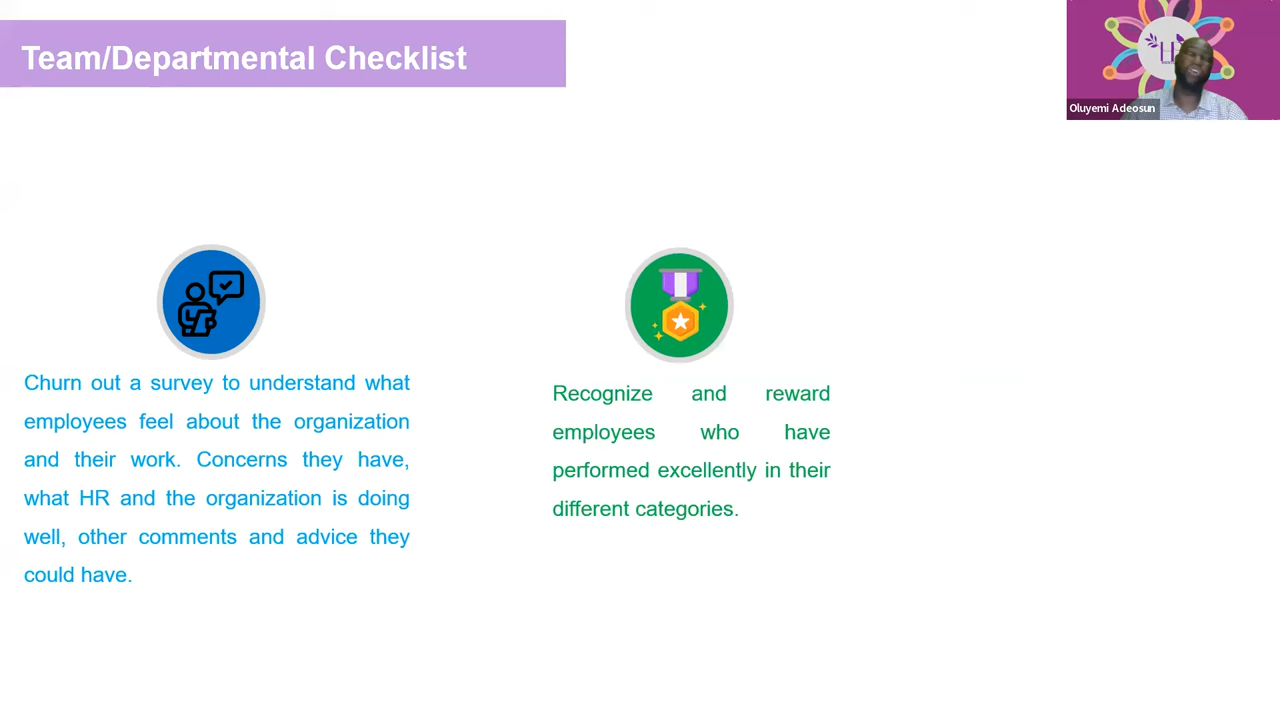 Team/Departmental Checklist
Oluyemi Adeosun
Churn out a survey to understand what
employees feel about the organization
and their work. Concerns they have,
what HR and the organization is doing
well, other comments and advice they
could have.
Recognize and reward
employees who have
performed excellently in their
different categories.